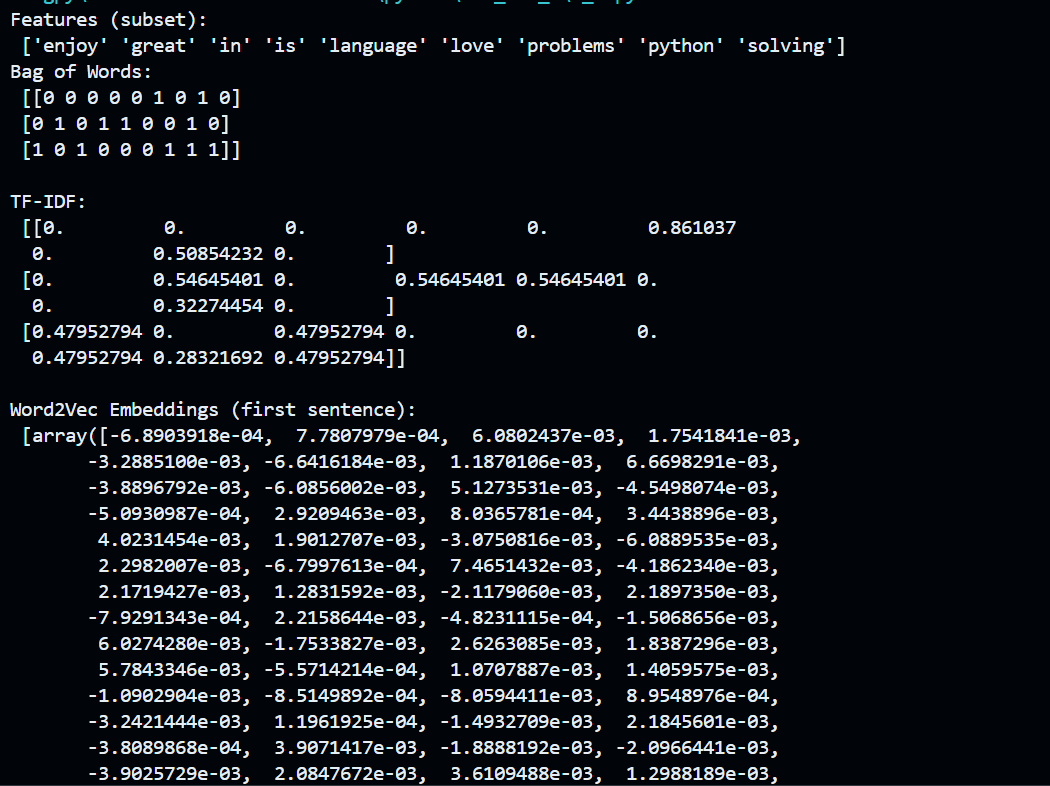 Features (subset):
['enjoy' 'great' 'in' 'is' 'language' 'love' 'problems' 'python' 'solving']
Bag of Words:
[[0 0 0 0 0 1 0 1 0]
[0 1 0 1 1 0 0 1 0]
[1 0 1 0 0 0 1 1 1]]
TF-IDF:
[[0. 0. 0. 0. 0. 0.861037
0. 0.50854232 0. ]
[0. 0.54645401 0. 0.54645401 0.54645401 0.
0. 0.32274454 0. ]
[0.47952794 0. 0.47952794 0. 0. 0.
0.47952794 0.28321692 0.47952794]]
Word2Vec Embeddings (first sentence):
[array([-6.8903918e-04, 7.7807979e-04, 6.0802437e-03, 1.7541841e-03,
-3.2885100e-03, -6.6416184e-03, 1.1870106e-03, 6.6698291e-03,
-3.8896792e-03, -6.0856002e-03, 5.1273531e-03, -4.5498074e-03,
-5.0930987e-04, 2.9209463e-03, 8.0365781e-04, 3.4438896e-03,
4.0231454e-03, 1.9012707e-03, -3.0750816e-03, -6.0889535e-03,
2.2982007e-03, -6.7997613e-04, 7.4651432e-03, -4.1862340e-03,
2.1719427e-03, 1.2831592e-03, -2.1179060e-03, 2.1897350e-03,
-7.9291343e-04, 2.2158644e-03, -4.8231115e-04, -1.5068656e-03,
6.0274280e-03, -1.7533827e-03, 2.6263085e-03, 1.8387296e-03,
5.7843346e-03, -5.5714214e-04, 1.0707887e-03, 1.4059575e-03,
-1.0902904e-03, -8.5149892e-04, -8.0594411e-03, 8.9548976e-04,
-3.2421444e-03, 1.1961925e-04, -1.4932709e-03, 2.1845601e-03,
-3.8089868e-04, 3.9071417e-03, -1.8888192e-03, -2.0966441e-03,
-3.9025729e-03, 2.0847672e-03, 3.6109488e-03, 1.2988189e-03,